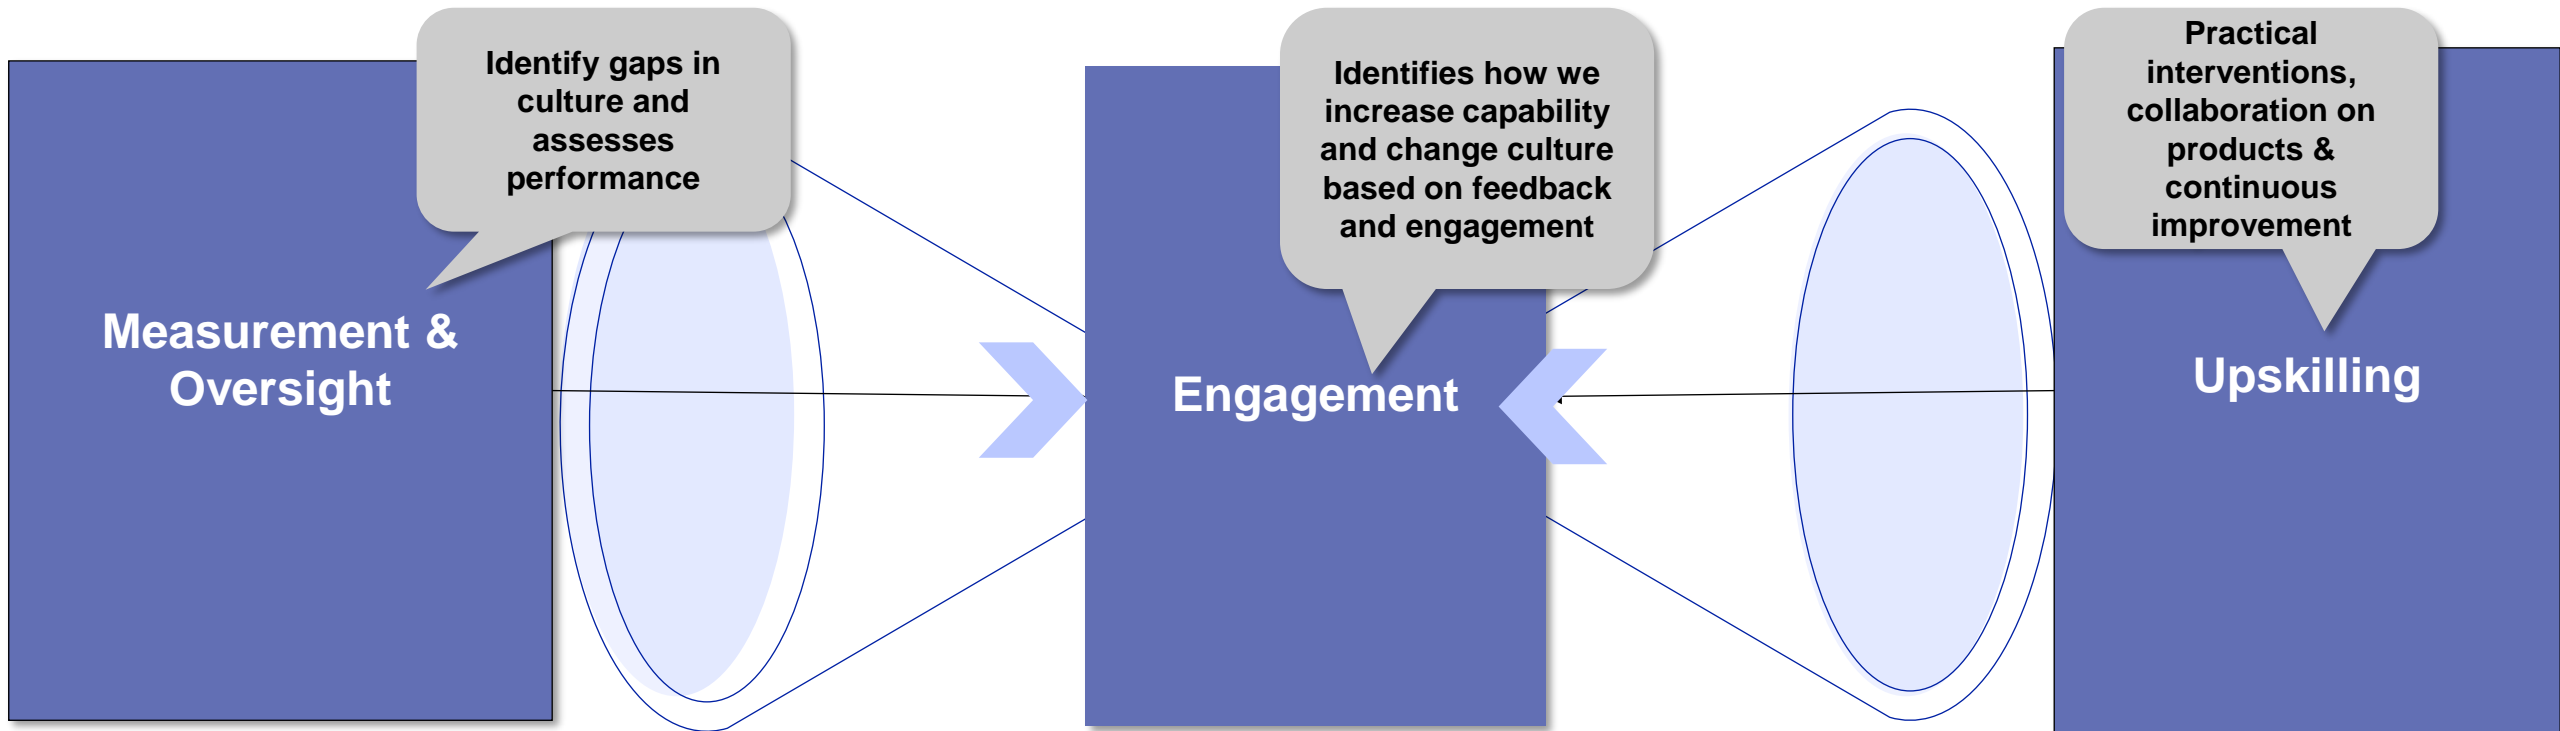 Identify gaps in
culture and
assesses
performance
Measurement &
Oversight
Identifies how we
increase capability
and change culture
based on feedback
and engagement
Engagement
Practical
interventions,
collaboration on
products &
continuous
improvement
Upskilling